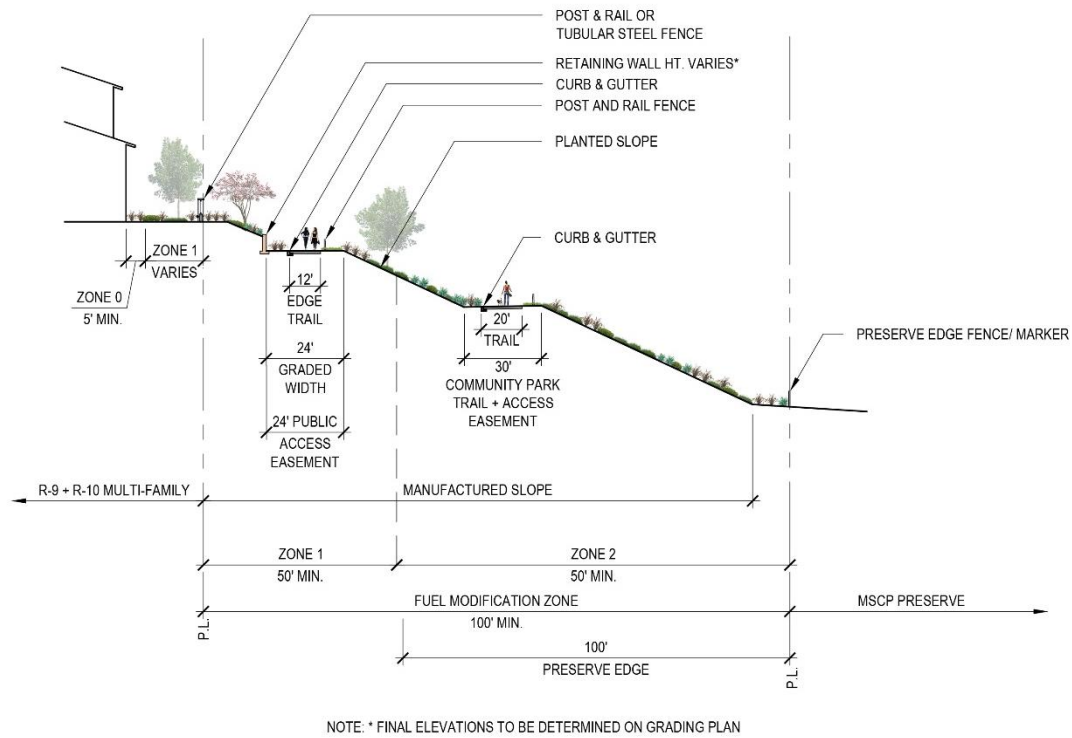 POST & RAIL OR
TUBULAR STEEL FENCE
RETAINING WALL HT. VARIES*
CURB & GUTTER
POST AND RAIL FENCE
PLANTED SLOPE
CURB & GUTTER
PRESERVE EDGE FENCE/ MARKER
ZONE 1
VARIES
ZONE 0
5' MIN.
12'
EDGE
TRAIL
24'
GRADED
WIDTH
24' PUBLIC
ACCESS
EASEMENT
20'
TRAIL
30'
COMMUNITY PARK
TRAIL + ACCESS
EASEMENT
R-9 + R-10 MULTI-FAMILY
MANUFACTURED SLOPE
ZONE 1
50' MIN.
ZONE 2
50' MIN.
FUEL MODIFICATION ZONE
100' MIN.
MSCP PRESERVE
P.L.
100'
PRESERVE EDGE
P.L.
NOTE: * FINAL ELEVATIONS TO BE DETERMINED ON GRADING PLAN